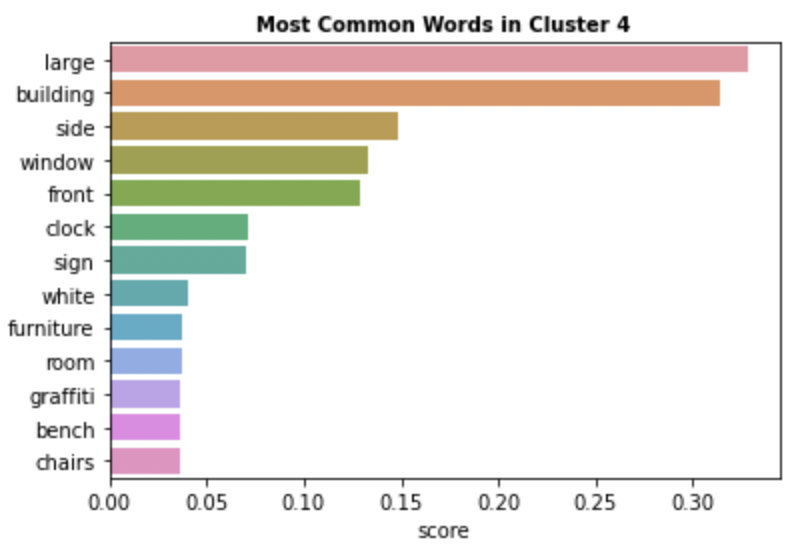 Most Common Words in Cluster 4
large
building
side
window
front
clock
sign
white
furniture
room
graffiti
bench
chairs
0.00 0.05 0.10 0.15 0.20 0.25 0.30
score